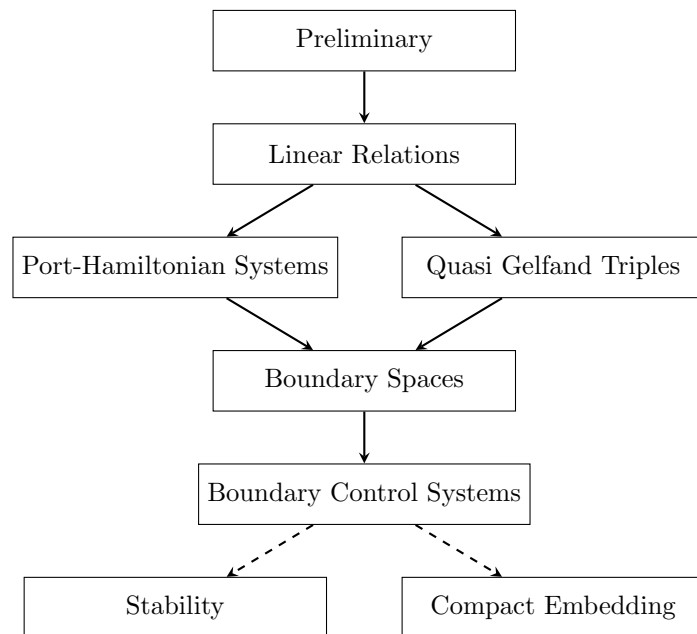 Preliminary
Linear Relations
Port-Hamiltonian Systems
Quasi Gelfand Triples
Boundary Spaces
Boundary Control Systems
Stability
Compact Embedding